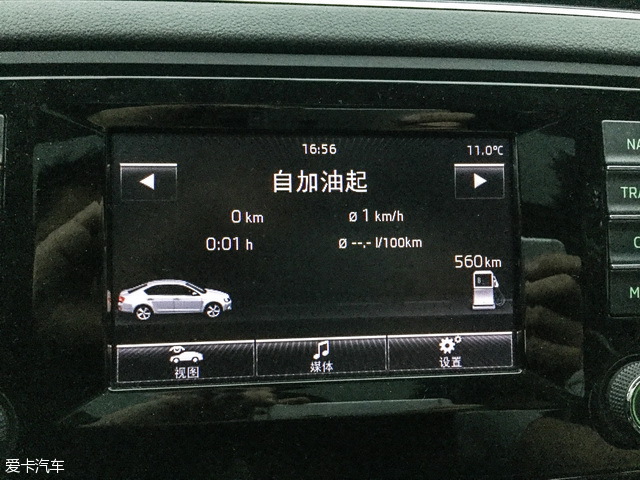 16:56 11.0°C
自加油起
0 km ø 1 km/h
0:01 h ø --.- l/100km
560 km
视图 媒体 设置
NA
TRA
C
M
爱卡汽车